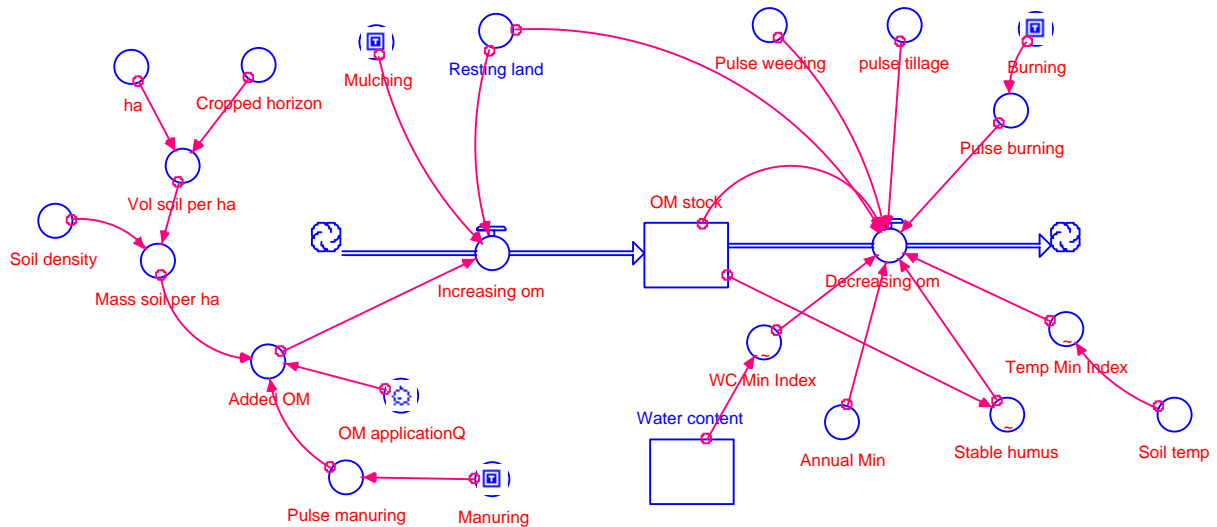 Pulse weeding
pulse tillage
Burning
Mulching
Resting land
ha
Cropped horizon
Pulse burning
Vol soil per ha
OM stock
Soil density
Mass soil per ha
Increasing om
Decreasing om
WC Min Index
Temp Min Index
Added OM
OM applicationQ
Water content
Annual Min
Stable humus
Soil temp
Pulse manuring
Manuring
T
T
T
~
~
~